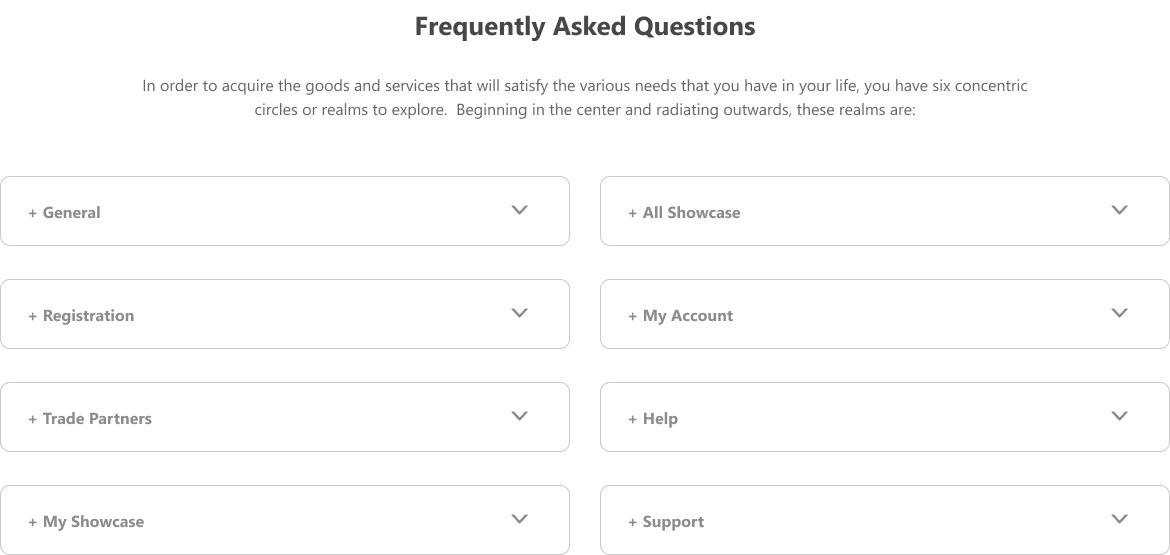 Frequently Asked Questions
In order to acquire the goods and services that will satisfy the various needs that you have in your life, you have six concentric
circles or realms to explore.  Beginning in the center and radiating outwards, these realms are:
+ General
+ All Showcase
+ Registration
+ My Account
+ Trade Partners
+ Help
+ My Showcase
+ Support